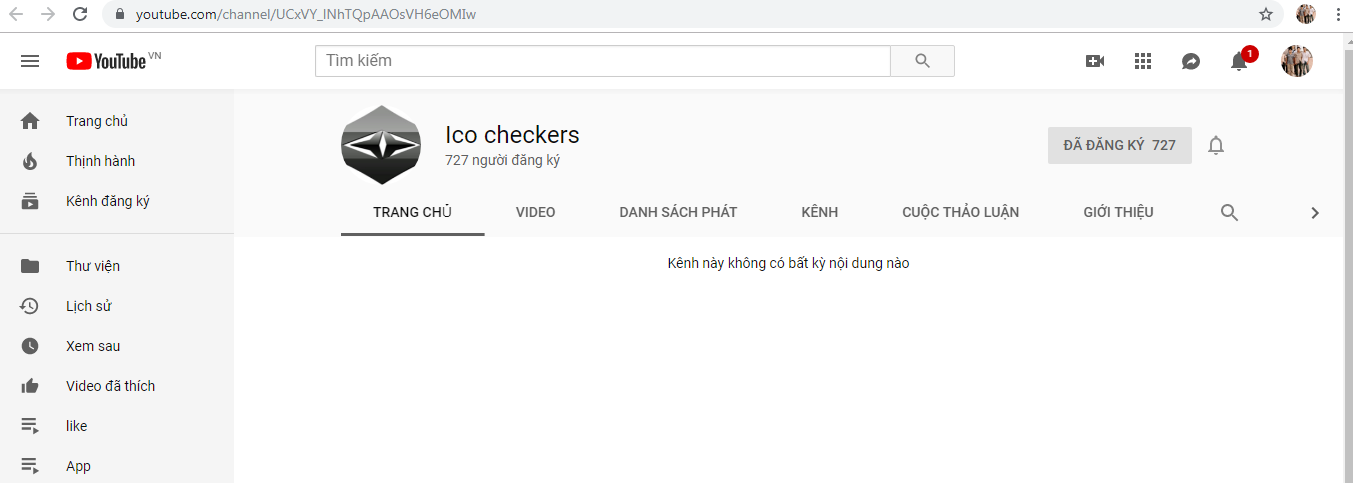 youtube.com/channel/UCxVY_lNhTQpAAOsVH6eOMIw
YouTube VN
Tìm kiếm
1
Trang chủ
Thịnh hành
Kênh đăng ký
Thư viện
Lịch sử
Xem sau
Video đã thích
like
App
Ico checkers
727 người đăng ký
ĐÃ ĐĂNG KÝ 727
TRANG CHỦ VIDEO DANH SÁCH PHÁT KÊNH CUỘC THẢO LUẬN GIỚI THIỆU
Kênh này không có bất kỳ nội dung nào